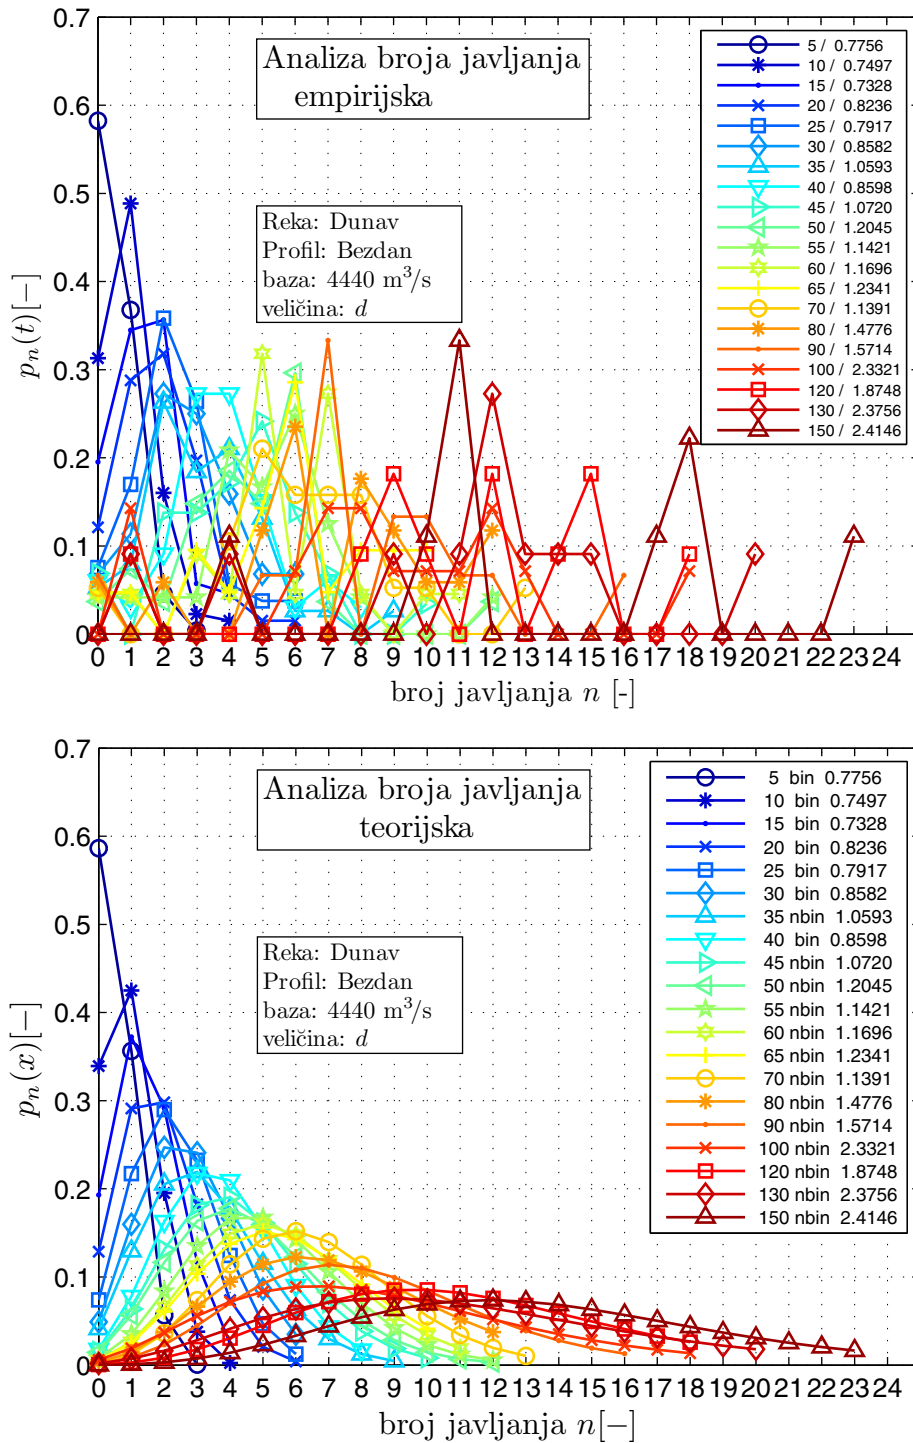 0.7
0.6
0.5
0.4
0.3
0.2
0.1
0
p_n(t)[−]
Analiza broja javljanja
empirijska
Reka: Dunav
Profil: Bezdan
baza: 4440 m³/s
veličina: d
5 / 0.7756
10 / 0.7497
15 / 0.7328
20 / 0.8236
25 / 0.7917
30 / 0.8582
35 / 1.0593
40 / 0.8598
45 / 1.0720
50 / 1.2045
55 / 1.1421
60 / 1.1696
65 / 1.2341
70 / 1.1391
80 / 1.4776
90 / 1.5714
100 / 2.3321
120 / 1.8748
130 / 2.3756
150 / 2.4146
0 1 2 3 4 5 6 7 8 9 10 11 12 13 14 15 16 17 18 19 20 21 22 23 24
broj javljanja n [-]
0.7
0.6
0.5
0.4
0.3
0.2
0.1
0
p_n(x)[−]
Analiza broja javljanja
teorijska
Reka: Dunav
Profil: Bezdan
baza: 4440 m³/s
veličina: d
5 bin 0.7756
10 bin 0.7497
15 bin 0.7328
20 bin 0.8236
25 bin 0.7917
30 bin 0.8582
35 nbin 1.0593
40 bin 0.8598
45 nbin 1.0720
50 nbin 1.2045
55 nbin 1.1421
60 nbin 1.1696
65 nbin 1.2341
70 nbin 1.1391
80 nbin 1.4776
90 nbin 1.5714
100 nbin 2.3321
120 nbin 1.8748
130 nbin 2.3756
150 nbin 2.4146
0 1 2 3 4 5 6 7 8 9 10 11 12 13 14 15 16 17 18 19 20 21 22 23 24
broj javljanja n[−]